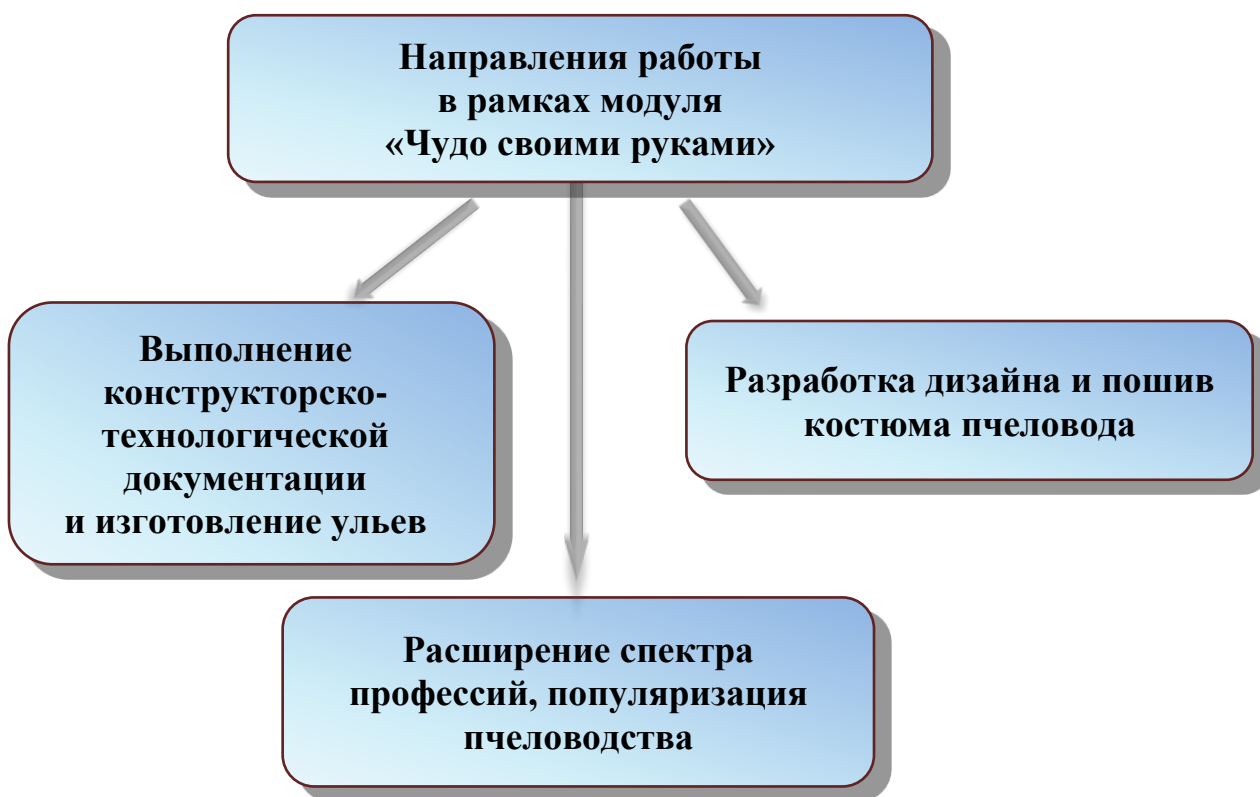 Направления работы
в рамках модуля
«Чудо своими руками»
Выполнение
конструкторско-
технологической
документации
и изготовление ульев
Разработка дизайна и пошив
костюма пчеловода
Расширение спектра
профессий, популяризация
пчеловодства